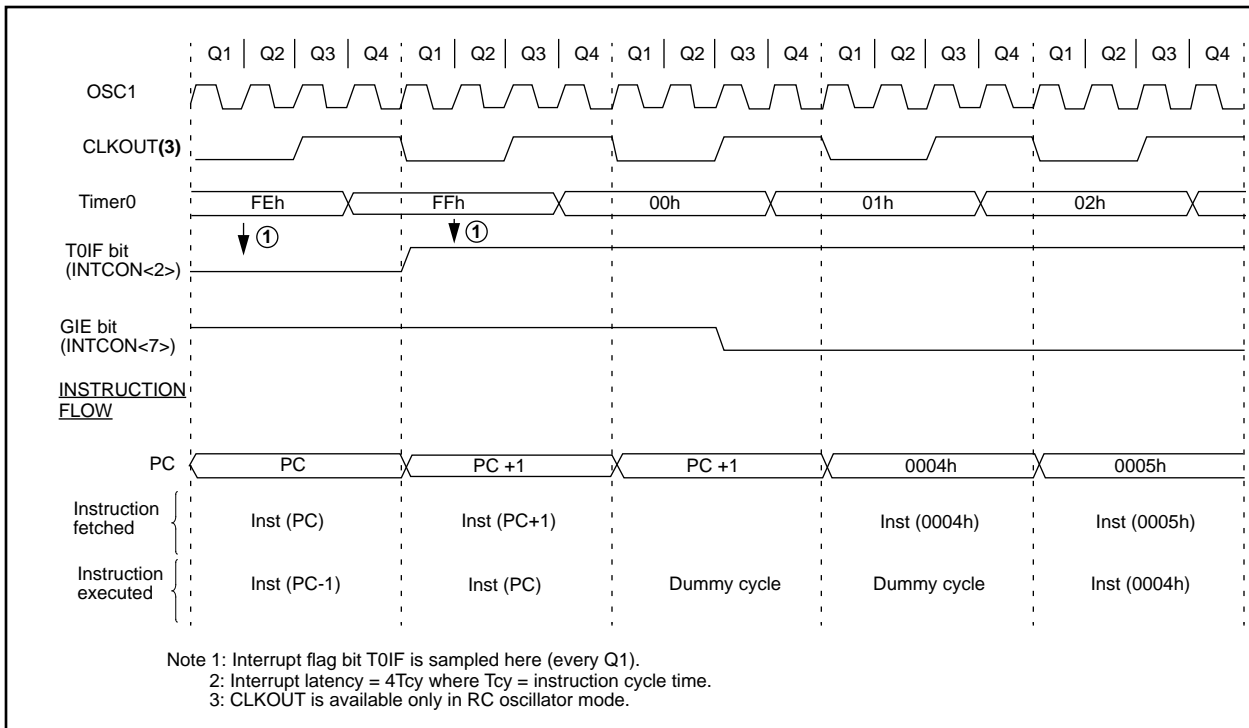 Q1 Q2 Q3 Q4 Q1 Q2 Q3 Q4 Q1 Q2 Q3 Q4 Q1 Q2 Q3 Q4 Q1 Q2 Q3 Q4
OSC1
CLKOUT(3)
Timer0 FEh FFh 00h 01h 02h
1 1
T0IF bit
(INTCON<2>)
GIE bit
(INTCON<7>)
INSTRUCTION
FLOW
PC PC PC +1 PC +1 0004h 0005h
Instruction
fetched
Inst (PC) Inst (PC+1) Inst (0004h) Inst (0005h)
Instruction
executed
Inst (PC-1) Inst (PC) Dummy cycle Dummy cycle Inst (0004h)
Note 1: Interrupt flag bit T0IF is sampled here (every Q1).
2: Interrupt latency = 4Tcy where Tcy = instruction cycle time.
3: CLKOUT is available only in RC oscillator mode.